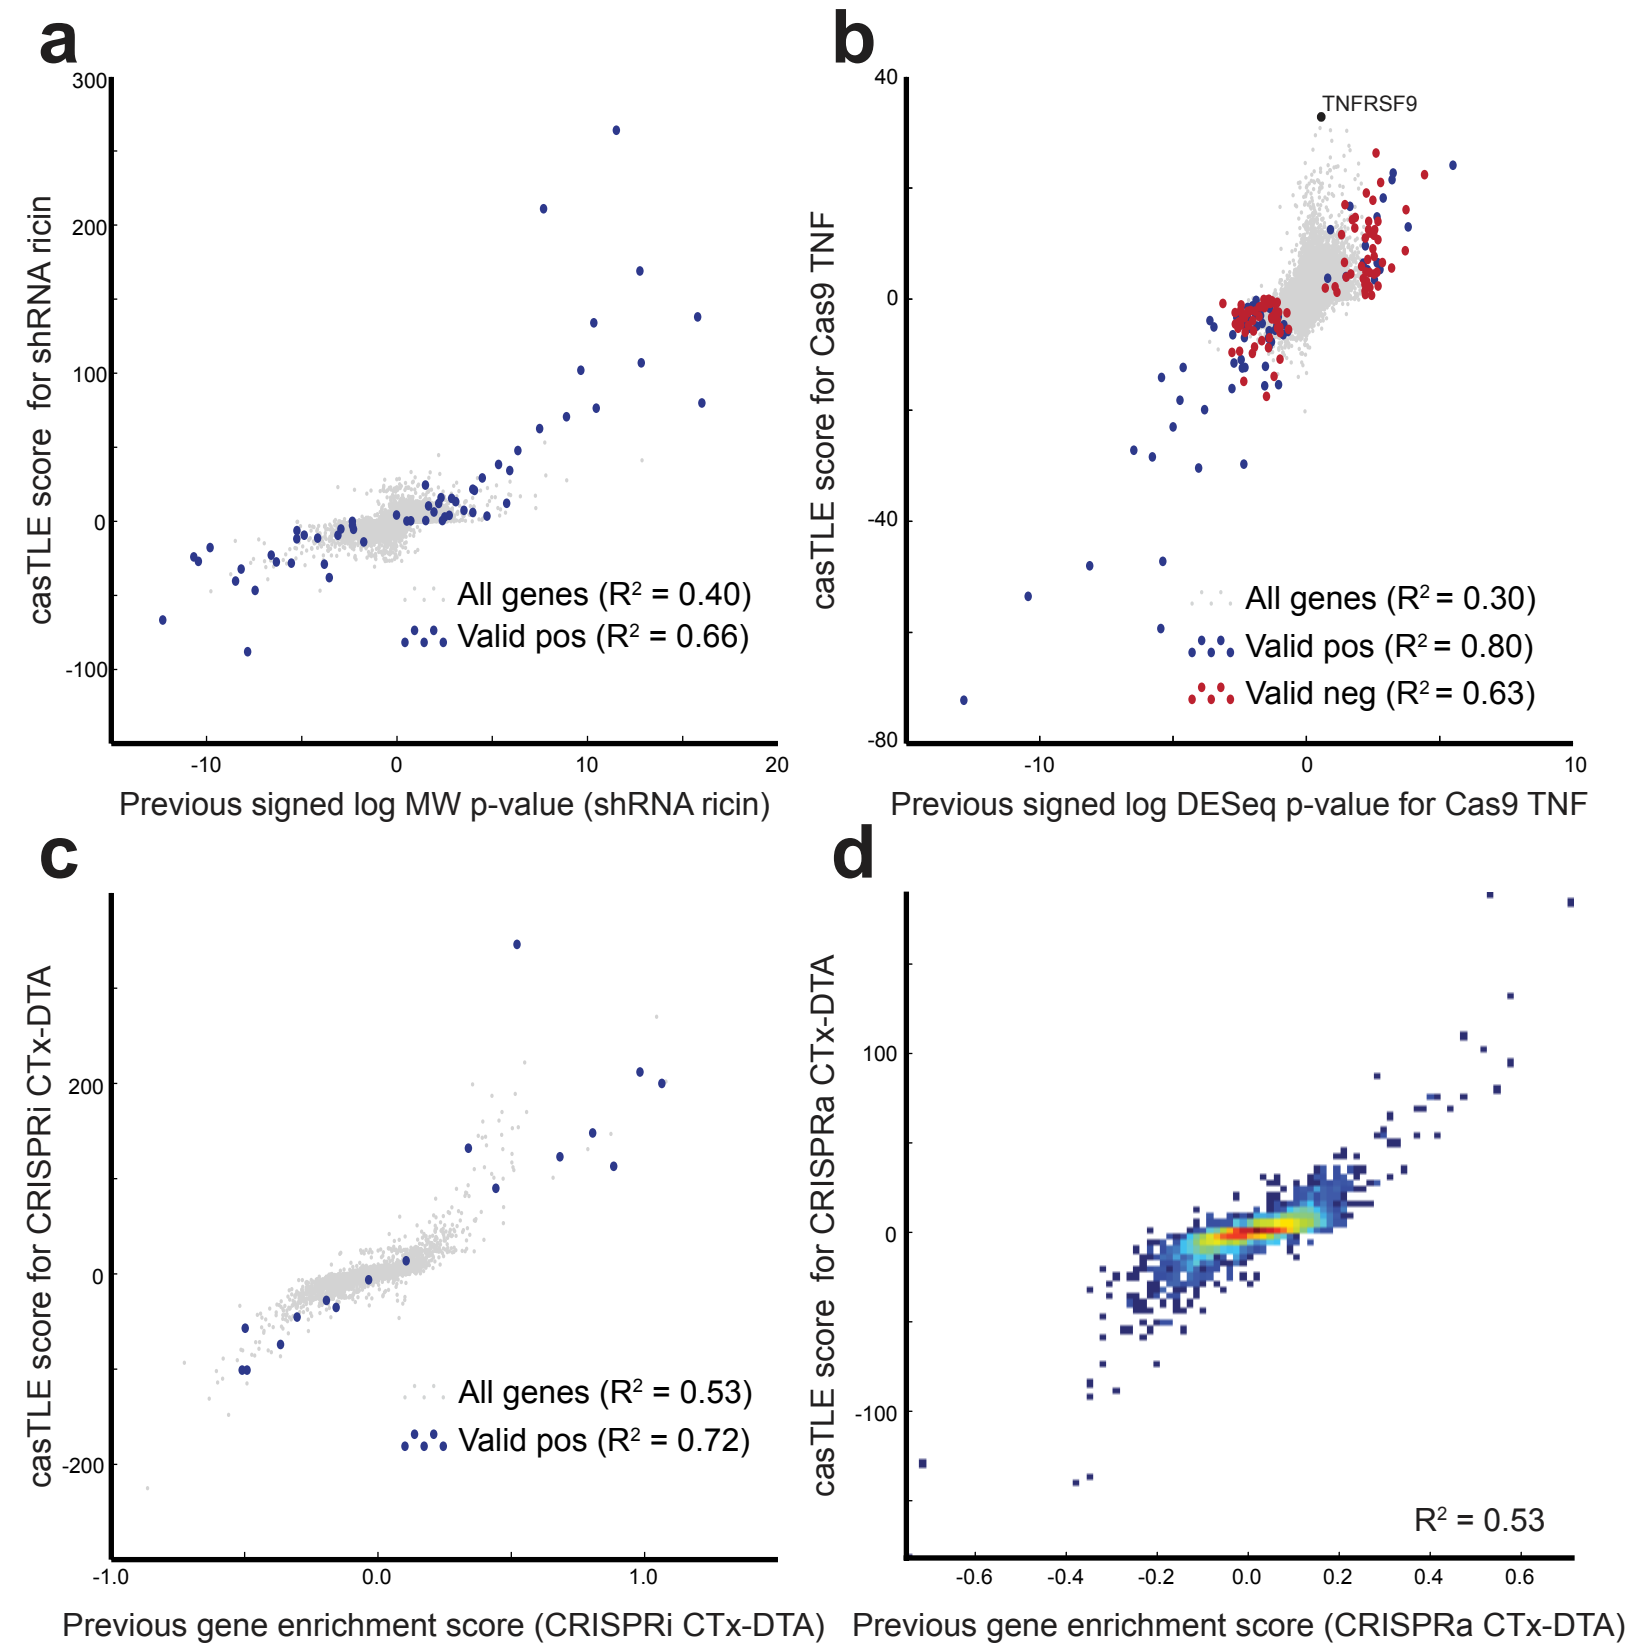 a
300
200
100
0
-100
-10
0
10
20
casTLE score for shRNA ricin
All genes (R² = 0.40)
Valid pos (R² = 0.66)
Previous signed log MW p-value (shRNA ricin)
b
40
0
-40
-80
-10
0
10
casTLE score for Cas9 TNF
TNFRSF9
All genes (R² = 0.30)
Valid pos (R² = 0.80)
Valid neg (R² = 0.63)
Previous signed log DESeq p-value for Cas9 TNF
c
200
0
-200
-1.0
0.0
1.0
casTLE score for CRISPRi CTx-DTA
All genes (R² = 0.53)
Valid pos (R² = 0.72)
Previous gene enrichment score (CRISPRi CTx-DTA)
d
100
0
-100
-0.6
-0.4
-0.2
0.0
0.2
0.4
0.6
casTLE score for CRISPRa CTx-DTA
R² = 0.53
Previous gene enrichment score (CRISPRa CTx-DTA)